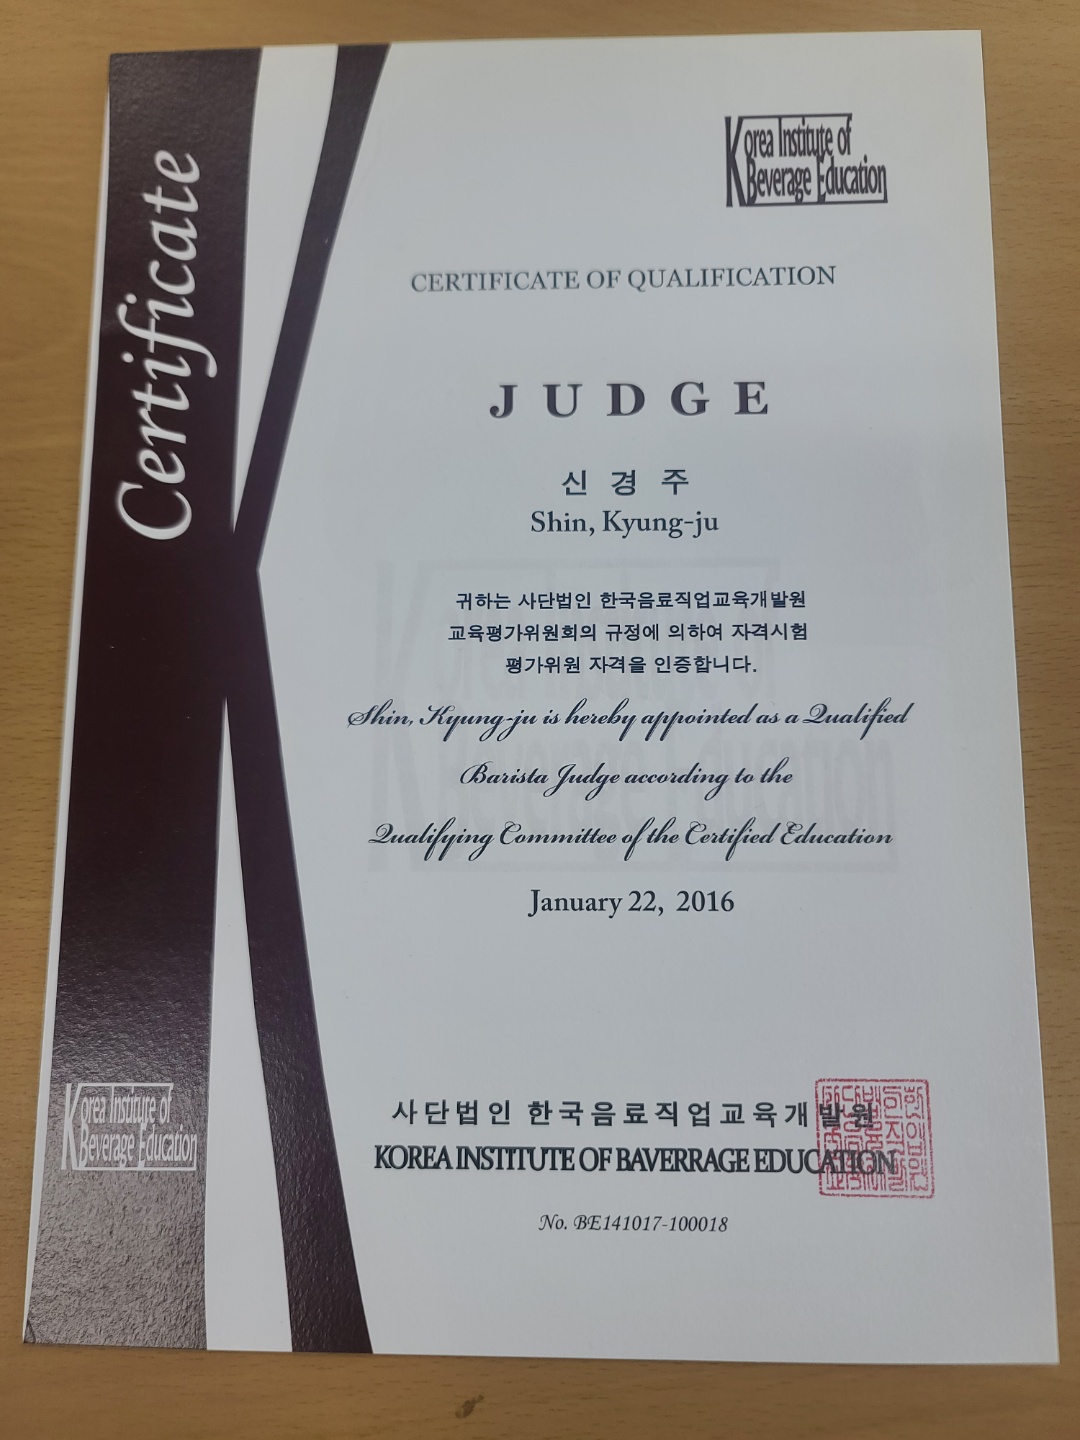 Certificate
Korea Institute of
Beverage Education
CERTIFICATE OF QUALIFICATION
JUDGE
신 경 주
Shin, Kyung-ju
귀하는 사단법인 한국음료직업교육개발원
교육평가위원회의 규정에 의하여 자격시험
평가위원 자격을 인증합니다.
Shin, Kyung-ju is hereby appointed as a Qualified
Barista Judge according to the
Qualifying Committee of the Certified Education
January 22, 2016
사단법인 한국음료직업교육개발원
KOREA INSTITUTE OF BAVERRAGE EDUCATION
No. BE141017-100018
Korea Institute of
Beverage Education